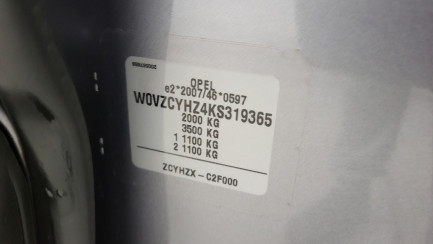 OPEL
e2*2007/46*0597
W0VZCYHZ4KS319365
2000 KG
3500 KG
1 1100 KG
2 1100 KG
ZCYHZX - C2F000